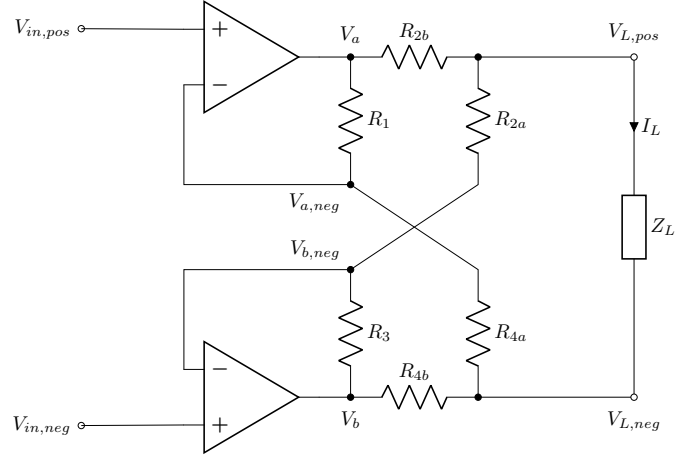 V_{in,pos}
+
−
V_a
R_{2b}
V_{L,pos}
R_1
R_{2a}
I_L
V_{a,neg}
Z_L
V_{b,neg}
R_3
R_{4a}
−
+
R_{4b}
V_{in,neg}
V_b
V_{L,neg}